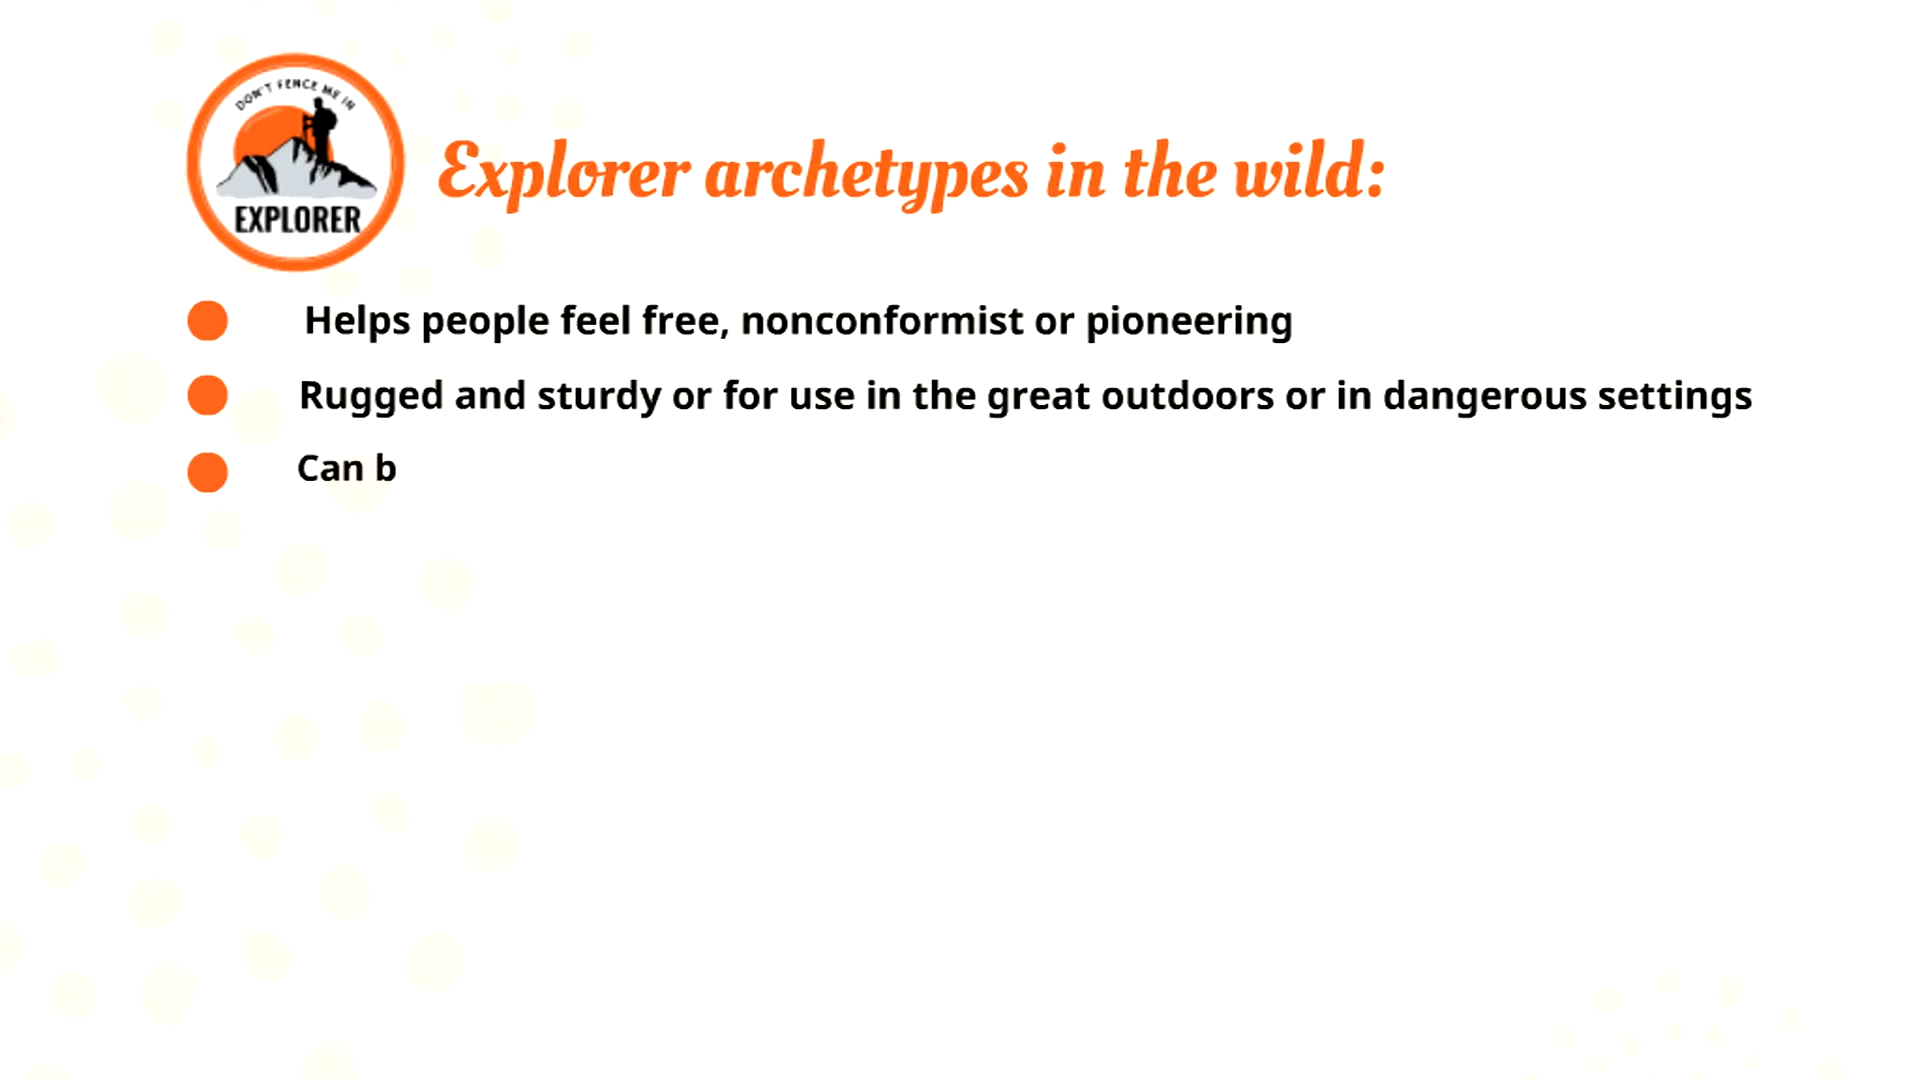 DON'T FENCE ME IN
EXPLORER
Explorer archetypes in the wild:
Helps people feel free, nonconformist or pioneering
Rugged and sturdy or for use in the great outdoors or in dangerous settings
Can b